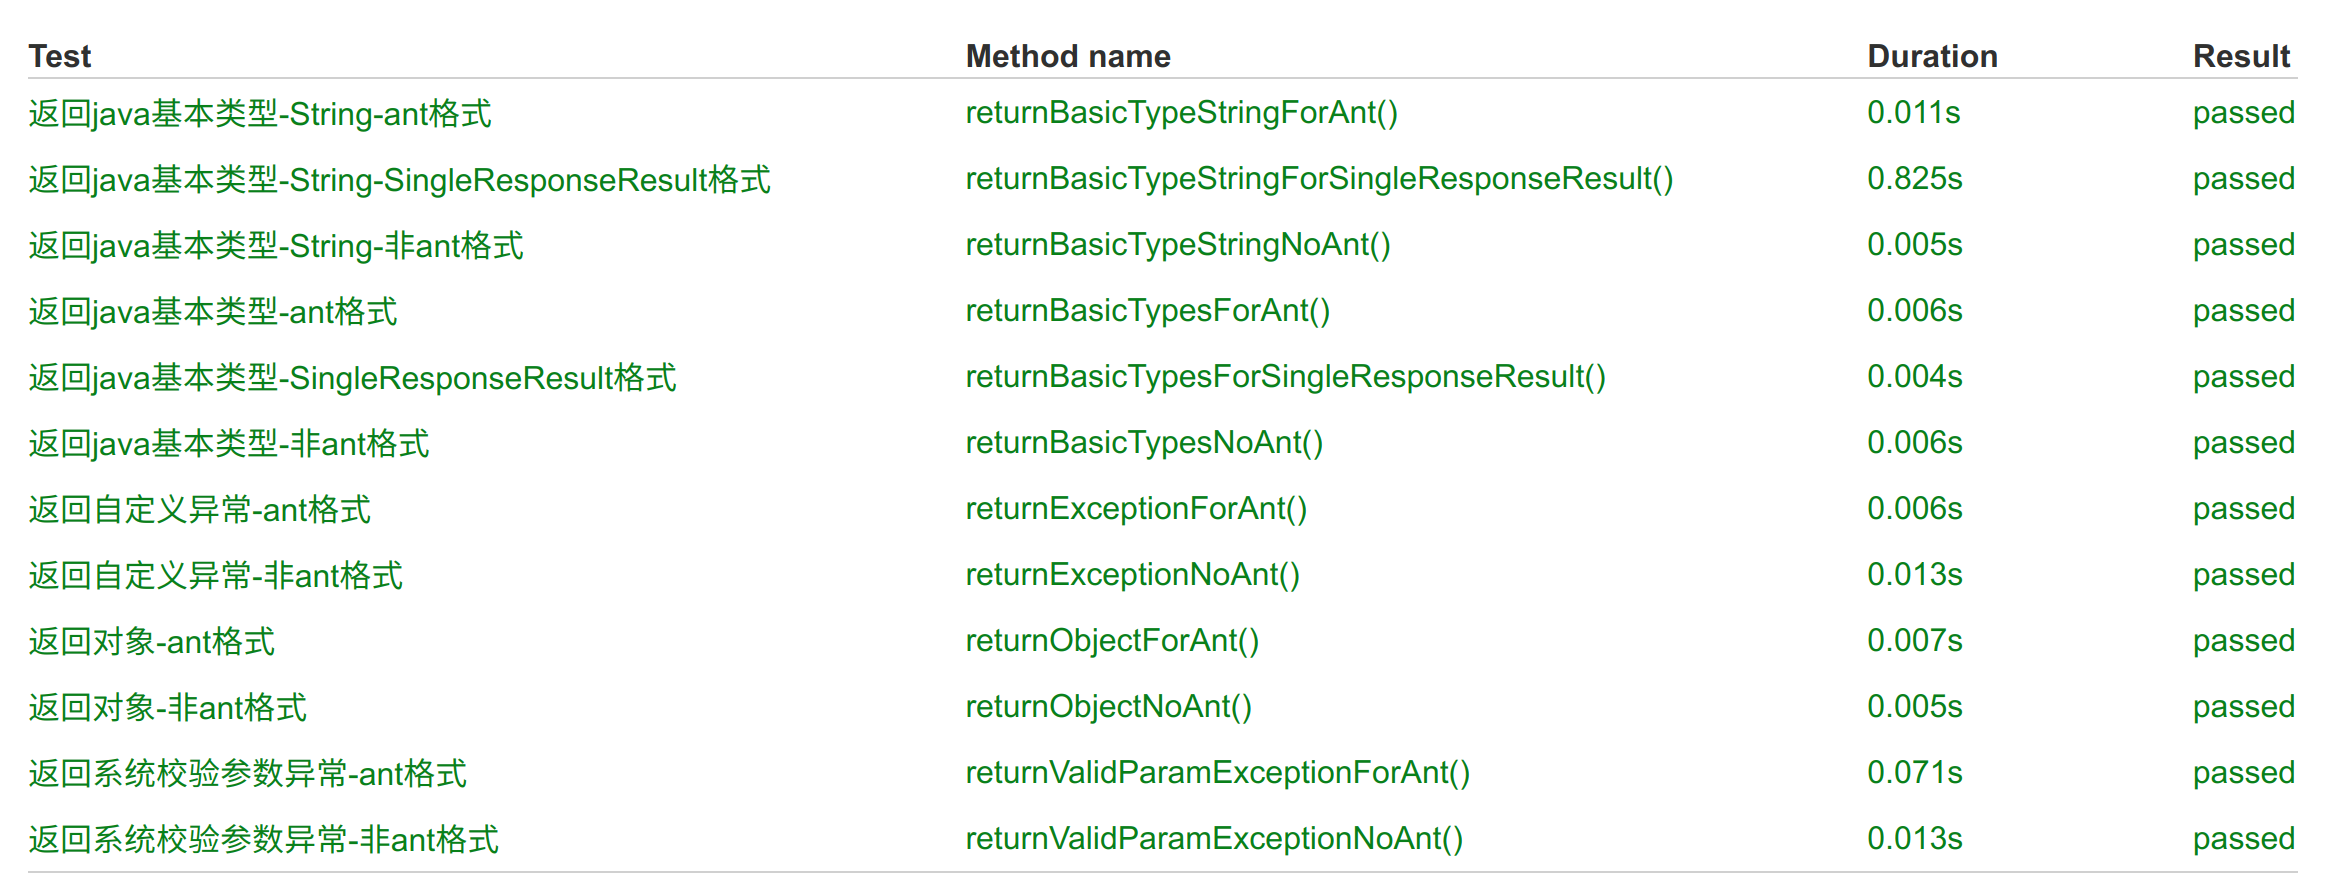 Test Method name Duration Result
返回java基本类型-String-ant格式 returnBasicTypeStringForAnt() 0.011s passed
返回java基本类型-String-SingleResponseResult格式 returnBasicTypeStringForSingleResponseResult() 0.825s passed
返回java基本类型-String-非ant格式 returnBasicTypeStringNoAnt() 0.005s passed
返回java基本类型-ant格式 returnBasicTypesForAnt() 0.006s passed
返回java基本类型-SingleResponseResult格式 returnBasicTypesForSingleResponseResult() 0.004s passed
返回java基本类型-非ant格式 returnBasicTypesNoAnt() 0.006s passed
返回自定义异常-ant格式 returnExceptionForAnt() 0.006s passed
返回自定义异常-非ant格式 returnExceptionNoAnt() 0.013s passed
返回对象-ant格式 returnObjectForAnt() 0.007s passed
返回对象-非ant格式 returnObjectNoAnt() 0.005s passed
返回系统校验参数异常-ant格式 returnValidParamExceptionForAnt() 0.071s passed
返回系统校验参数异常-非ant格式 returnValidParamExceptionNoAnt() 0.013s passed